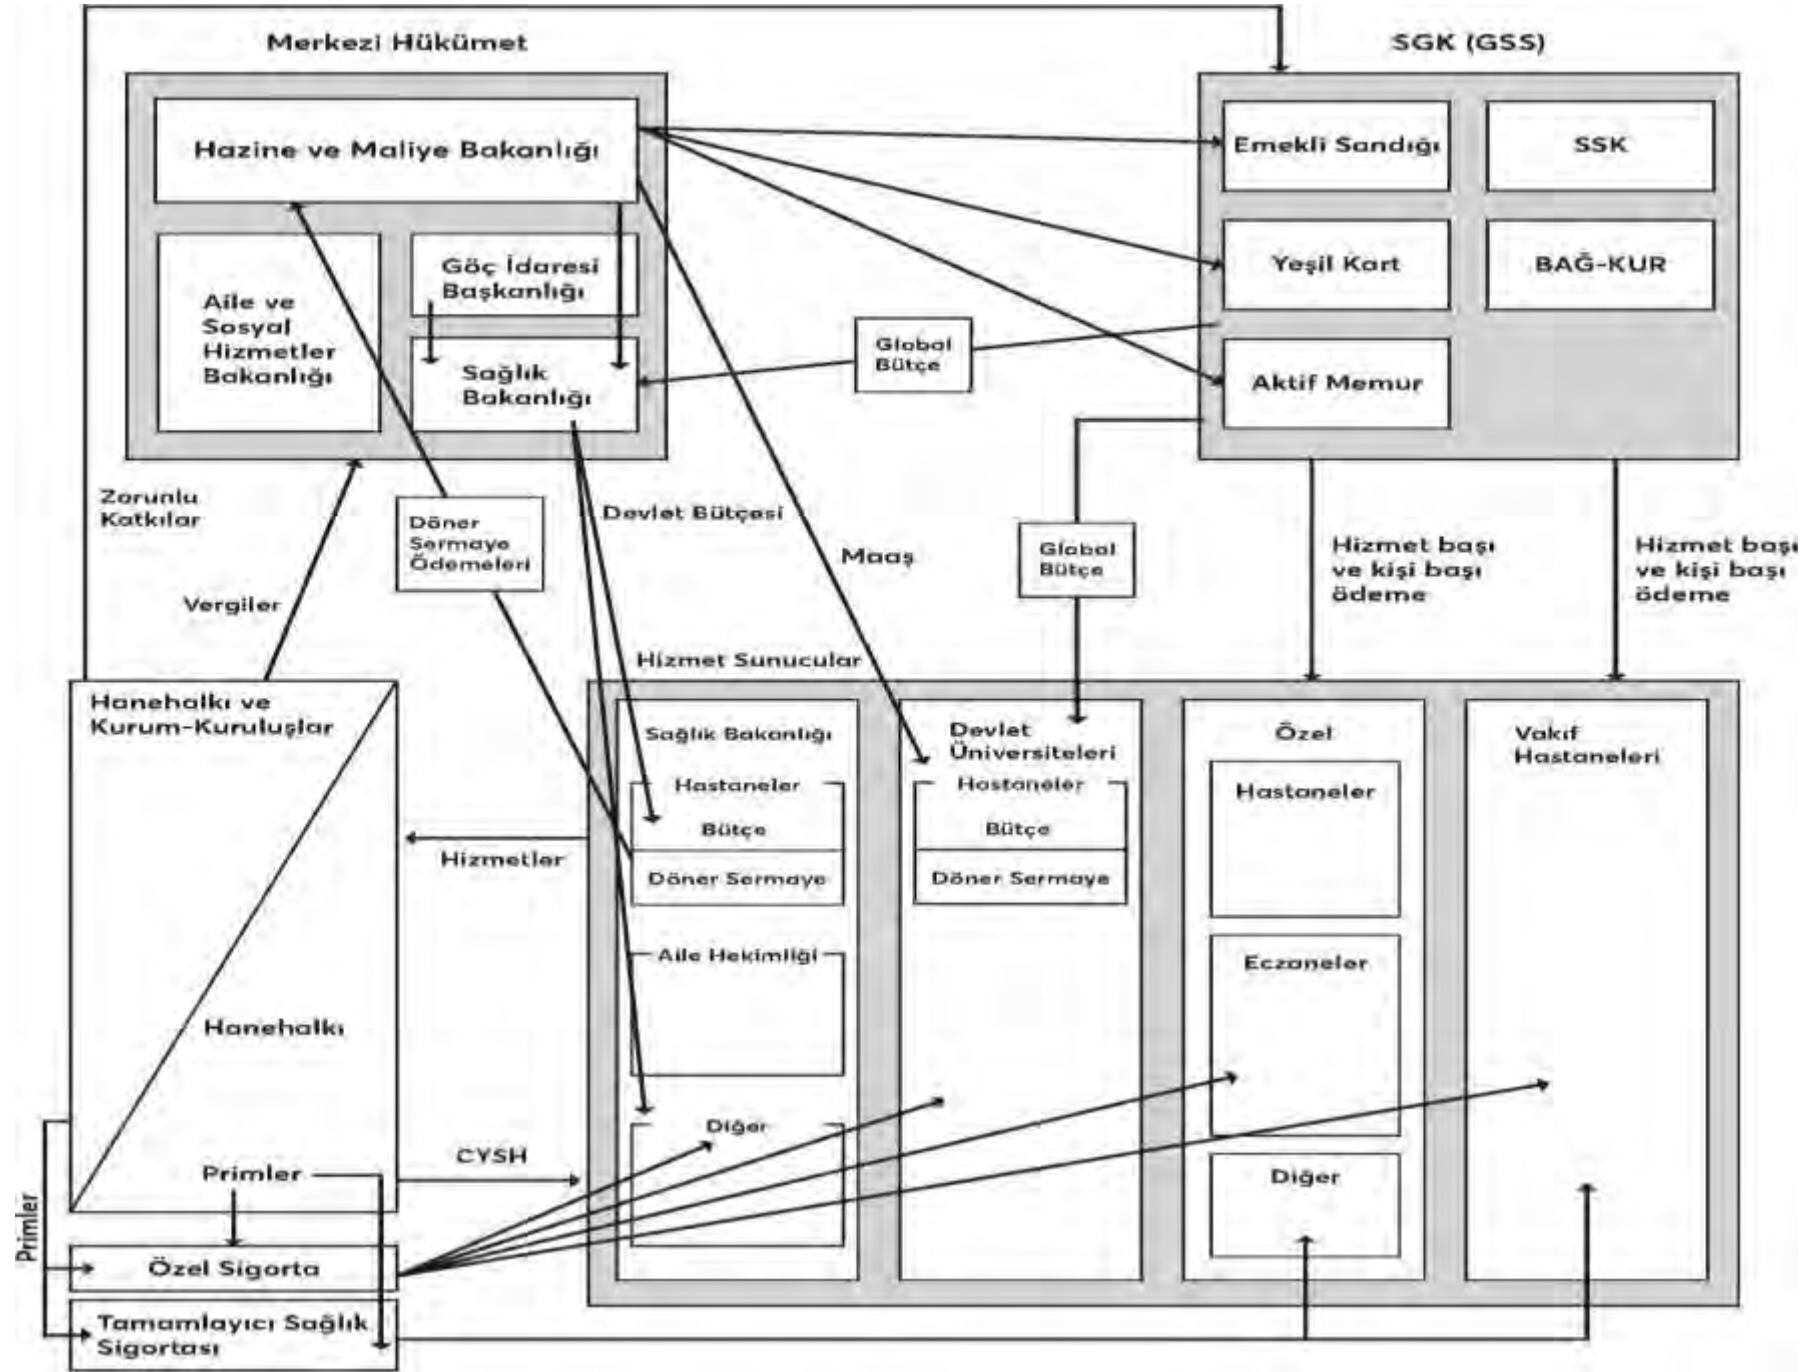 Merkezi Hükümet
SGK (GSS)
Hazine ve Maliye Bakanlığı
Emekli Sandığı
SSK
Aile ve
Sosyal
Hizmetler
Bakanlığı
Göç İdaresi
Başkanlığı
Yeşil Kart
BAĞ-KUR
Sağlık
Bakanlığı
Global
Bütçe
Aktif Memur
Zorunlu
Katkılar
Döner
Sermaye
Ödemeleri
Devlet Bütçesi
Maaş
Global
Bütçe
Hizmet başı
ve kişi başı
ödeme
Hizmet başı
ve kişi başı
ödeme
Vergiler
Hizmet Sunucular
Hanehalkı ve
Kurum-Kuruluşlar
Sağlık Bakanlığı
Hastaneler
Bütçe
Döner Sermaye
Aile Hekimliği
Diğer
Devlet
Üniversiteleri
Hastaneler
Bütçe
Döner Sermaye
Özel
Hastaneler
Eczaneler
Diğer
Vakıf
Hastaneleri
Hizmetler
Hanehalkı
CYSH
Primler
Primler
Özel Sigorta
Tamamlayıcı Sağlık
Sigortası